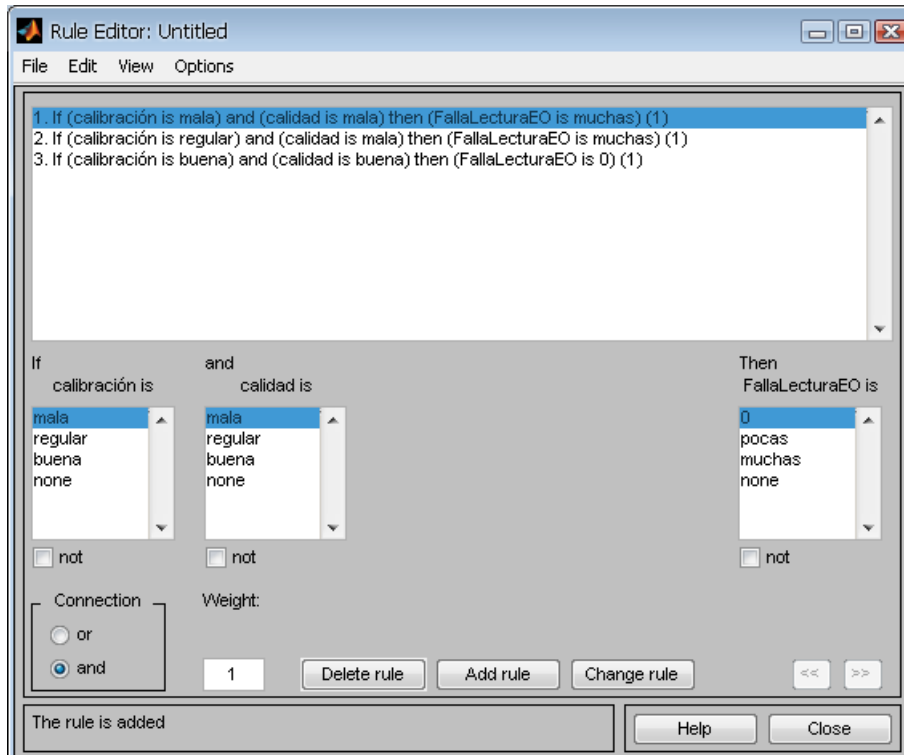 Rule Editor: Untitled
File Edit View Options
1. If (calibración is mala) and (calidad is mala) then (FallaLecturaEO is muchas) (1)
2. If (calibración is regular) and (calidad is mala) then (FallaLecturaEO is muchas) (1)
3. If (calibración is buena) and (calidad is buena) then (FallaLecturaEO is 0) (1)
If and Then
calibración is calidad is FallaLecturaEO is
mala mala 0
regular regular pocas
buena buena muchas
none none none
not not not
Connection Weight:
or
and 1 Delete rule Add rule Change rule << >>
The rule is added Help Close